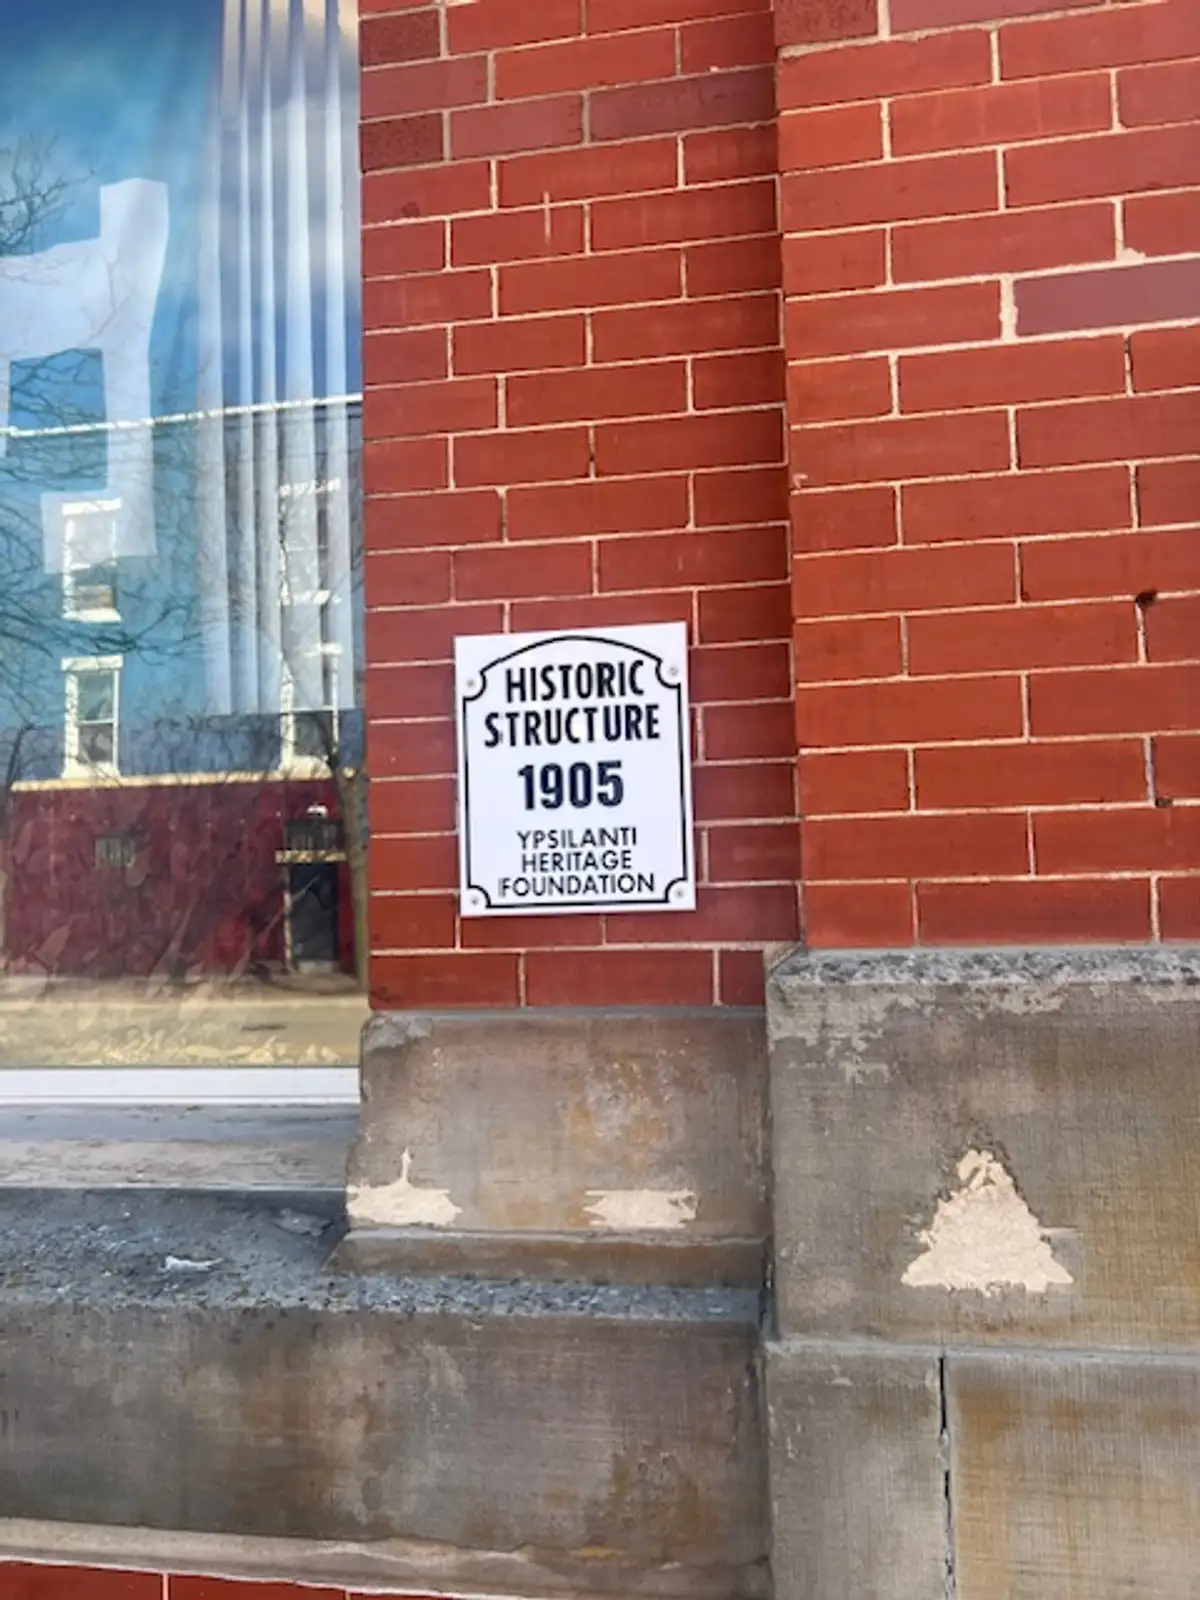 HISTORIC
STRUCTURE
1905
YPSILANTI
HERITAGE
FOUNDATION